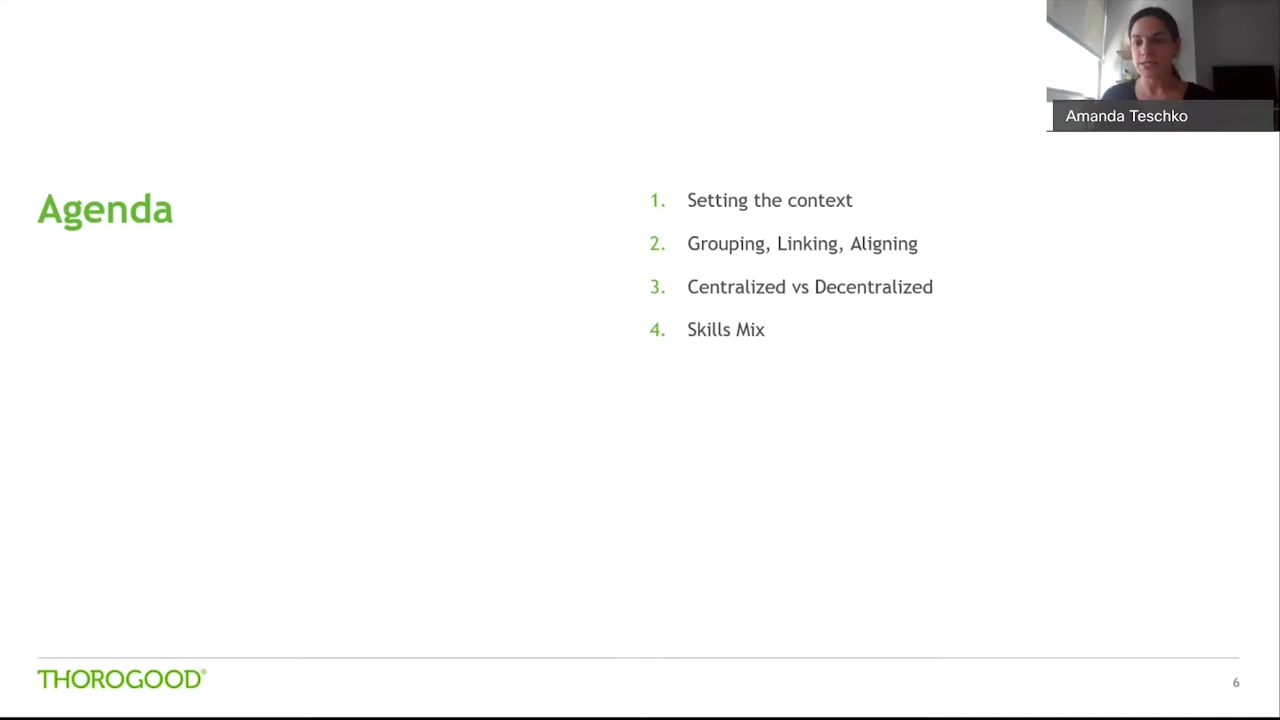 Amanda Teschko
Agenda
1. Setting the context
2. Grouping, Linking, Aligning
3. Centralized vs Decentralized
4. Skills Mix
THOROGOOD®
6